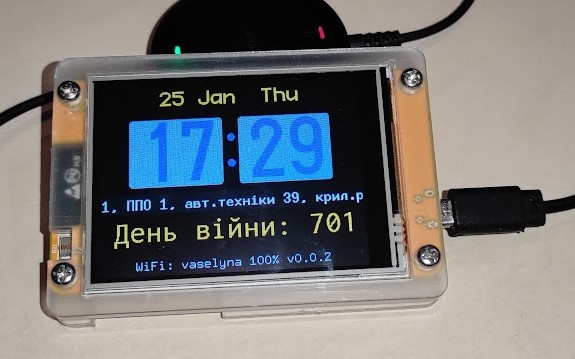 25 Jan Thu
17:29
1, ППО 1, авт.техніки 39, крил.р
День війни: 701
WiFi: vaselyna 100% v0.0.2